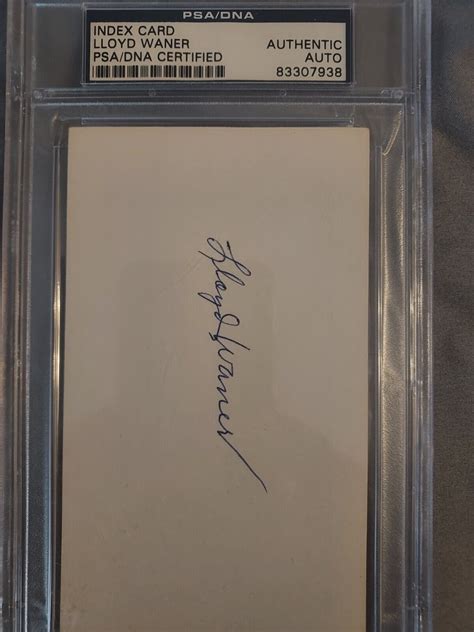 PSA/DNA
INDEX CARD
LLOYD WANER
PSA/DNA CERTIFIED
AUTHENTIC
AUTO
83307938
Lloyd Waner